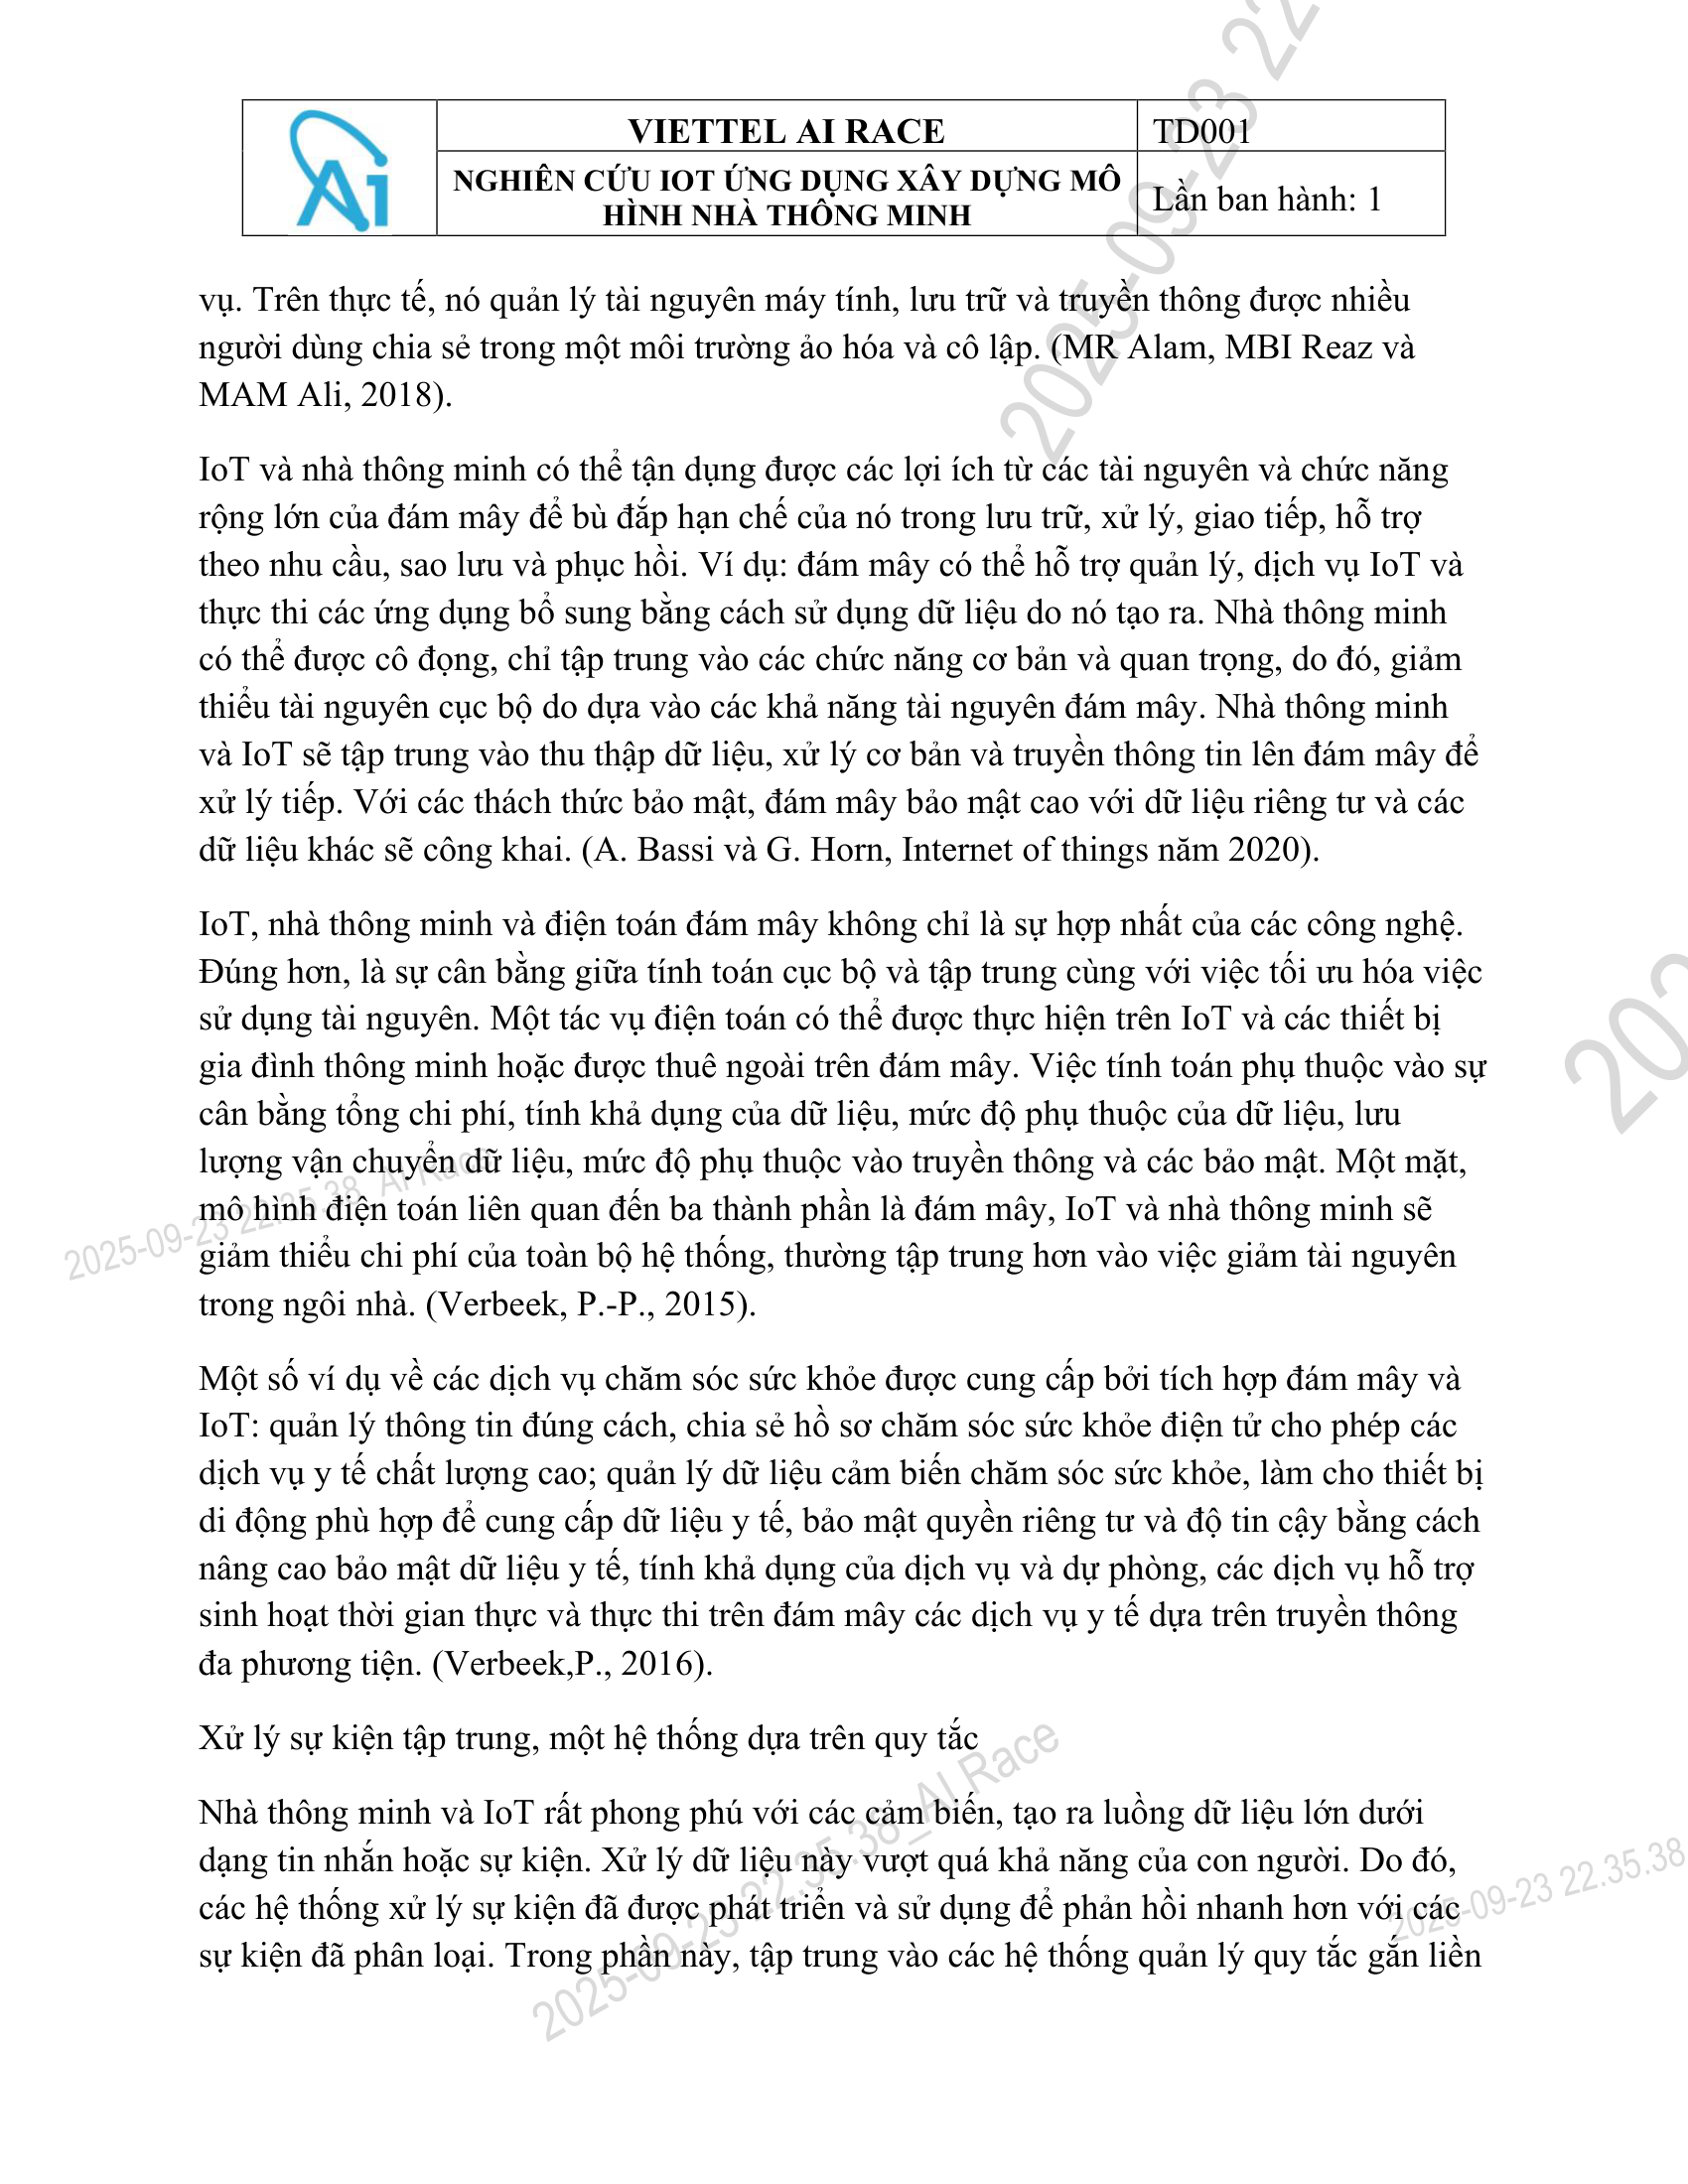 Ai
VIETTEL AI RACE
TD001
NGHIÊN CỨU IOT ỨNG DỤNG XÂY DỰNG MÔ
HÌNH NHÀ THÔNG MINH
Lần ban hành: 1
vụ. Trên thực tế, nó quản lý tài nguyên máy tính, lưu trữ và truyền thông được nhiều
người dùng chia sẻ trong một môi trường ảo hóa và cô lập. (MR Alam, MBI Reaz và
MAM Ali, 2018).
IoT và nhà thông minh có thể tận dụng được các lợi ích từ các tài nguyên và chức năng
rộng lớn của đám mây để bù đắp hạn chế của nó trong lưu trữ, xử lý, giao tiếp, hỗ trợ
theo nhu cầu, sao lưu và phục hồi. Ví dụ: đám mây có thể hỗ trợ quản lý, dịch vụ IoT và
thực thi các ứng dụng bổ sung bằng cách sử dụng dữ liệu do nó tạo ra. Nhà thông minh
có thể được cô đọng, chỉ tập trung vào các chức năng cơ bản và quan trọng, do đó, giảm
thiểu tài nguyên cục bộ do dựa vào các khả năng tài nguyên đám mây. Nhà thông minh
và IoT sẽ tập trung vào thu thập dữ liệu, xử lý cơ bản và truyền thông tin lên đám mây để
xử lý tiếp. Với các thách thức bảo mật, đám mây bảo mật cao với dữ liệu riêng tư và các
dữ liệu khác sẽ công khai. (A. Bassi và G. Horn, Internet of things năm 2020).
IoT, nhà thông minh và điện toán đám mây không chỉ là sự hợp nhất của các công nghệ.
Đúng hơn, là sự cân bằng giữa tính toán cục bộ và tập trung cùng với việc tối ưu hóa việc
sử dụng tài nguyên. Một tác vụ điện toán có thể được thực hiện trên IoT và các thiết bị
gia đình thông minh hoặc được thuê ngoài trên đám mây. Việc tính toán phụ thuộc vào sự
cân bằng tổng chi phí, tính khả dụng của dữ liệu, mức độ phụ thuộc của dữ liệu, lưu
lượng vận chuyển dữ liệu, mức độ phụ thuộc vào truyền thông và các bảo mật. Một mặt,
mô hình điện toán liên quan đến ba thành phần là đám mây, IoT và nhà thông minh sẽ
giảm thiểu chi phí của toàn bộ hệ thống, thường tập trung hơn vào việc giảm tài nguyên
trong ngôi nhà. (Verbeek, P.-P., 2015).
Một số ví dụ về các dịch vụ chăm sóc sức khỏe được cung cấp bởi tích hợp đám mây và
IoT: quản lý thông tin đúng cách, chia sẻ hồ sơ chăm sóc sức khỏe điện tử cho phép các
dịch vụ y tế chất lượng cao; quản lý dữ liệu cảm biến chăm sóc sức khỏe, làm cho thiết bị
di động phù hợp để cung cấp dữ liệu y tế, bảo mật quyền riêng tư và độ tin cậy bằng cách
nâng cao bảo mật dữ liệu y tế, tính khả dụng của dịch vụ và dự phòng, các dịch vụ hỗ trợ
sinh hoạt thời gian thực và thực thi trên đám mây các dịch vụ y tế dựa trên truyền thông
đa phương tiện. (Verbeek,P., 2016).
Xử lý sự kiện tập trung, một hệ thống dựa trên quy tắc
Nhà thông minh và IoT rất phong phú với các cảm biến, tạo ra luồng dữ liệu lớn dưới
dạng tin nhắn hoặc sự kiện. Xử lý dữ liệu này vượt quá khả năng của con người. Do đó,
các hệ thống xử lý sự kiện đã được phát triển và sử dụng để phản hồi nhanh hơn với các
sự kiện đã phân loại. Trong phần này, tập trung vào các hệ thống quản lý quy tắc gắn liền
2025-09-23 22
202
2025-09-23 22.35.38_AI Race
2025-09-23 22.35.38_AI Race
2025-09-23 22.35.38